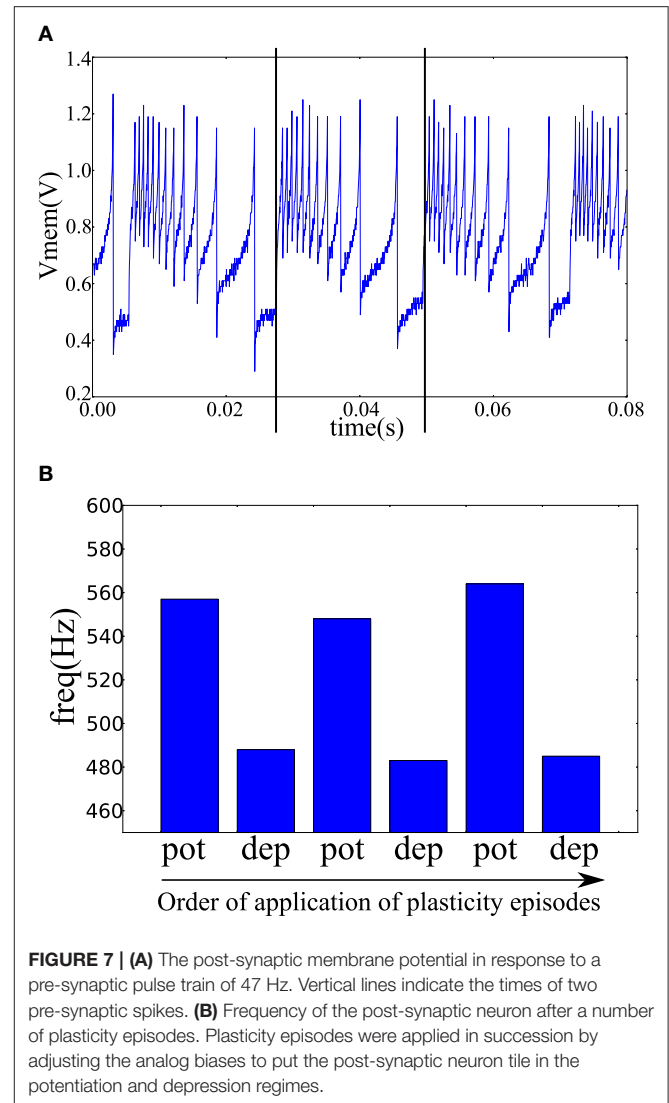 A
1.4
1.2
1.0
0.8
0.6
0.4
0.2
Vmem(V)
0.00 0.02 0.04 0.06 0.08
time(s)
B
600
580
560
540
520
500
480
460
freq(Hz)
pot dep pot dep pot dep
Order of application of plasticity episodes
FIGURE 7 | (A) The post-synaptic membrane potential in response to a
pre-synaptic pulse train of 47 Hz. Vertical lines indicate the times of two
pre-synaptic spikes. (B) Frequency of the post-synaptic neuron after a number
of plasticity episodes. Plasticity episodes were applied in succession by
adjusting the analog biases to put the post-synaptic neuron tile in the
potentiation and depression regimes.